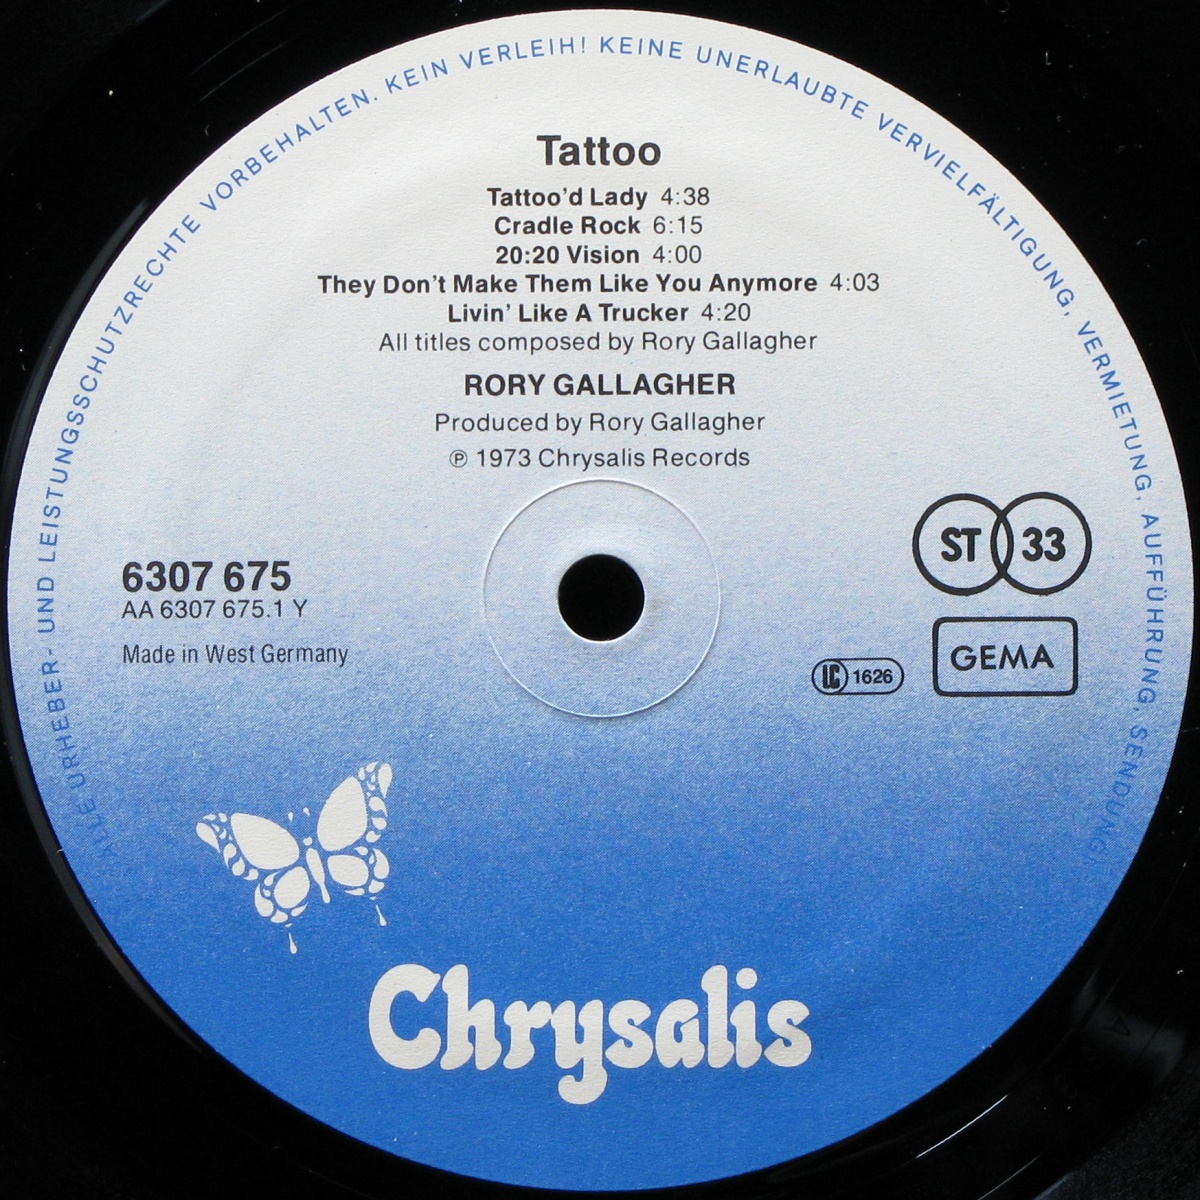 ALLE URHEBER- UND LEISTUNGSSCHUTZRECHTE VORBEHALTEN. KEIN VERLEIH! KEINE UNERLAUBTE VERVIELFÄLTIGUNG, VERMIETUNG, AUFFÜHRUNG, SENDUNG!
Tattoo
Tattoo'd Lady 4:38
Cradle Rock 6:15
20:20 Vision 4:00
They Don't Make Them Like You Anymore 4:03
Livin' Like A Trucker 4:20
All titles composed by Rory Gallagher
RORY GALLAGHER
Produced by Rory Gallagher
℗ 1973 Chrysalis Records
6307 675
AA 6307 675.1 Y
Made in West Germany
ST 33
GEMA
LC 1626
Chrysalis